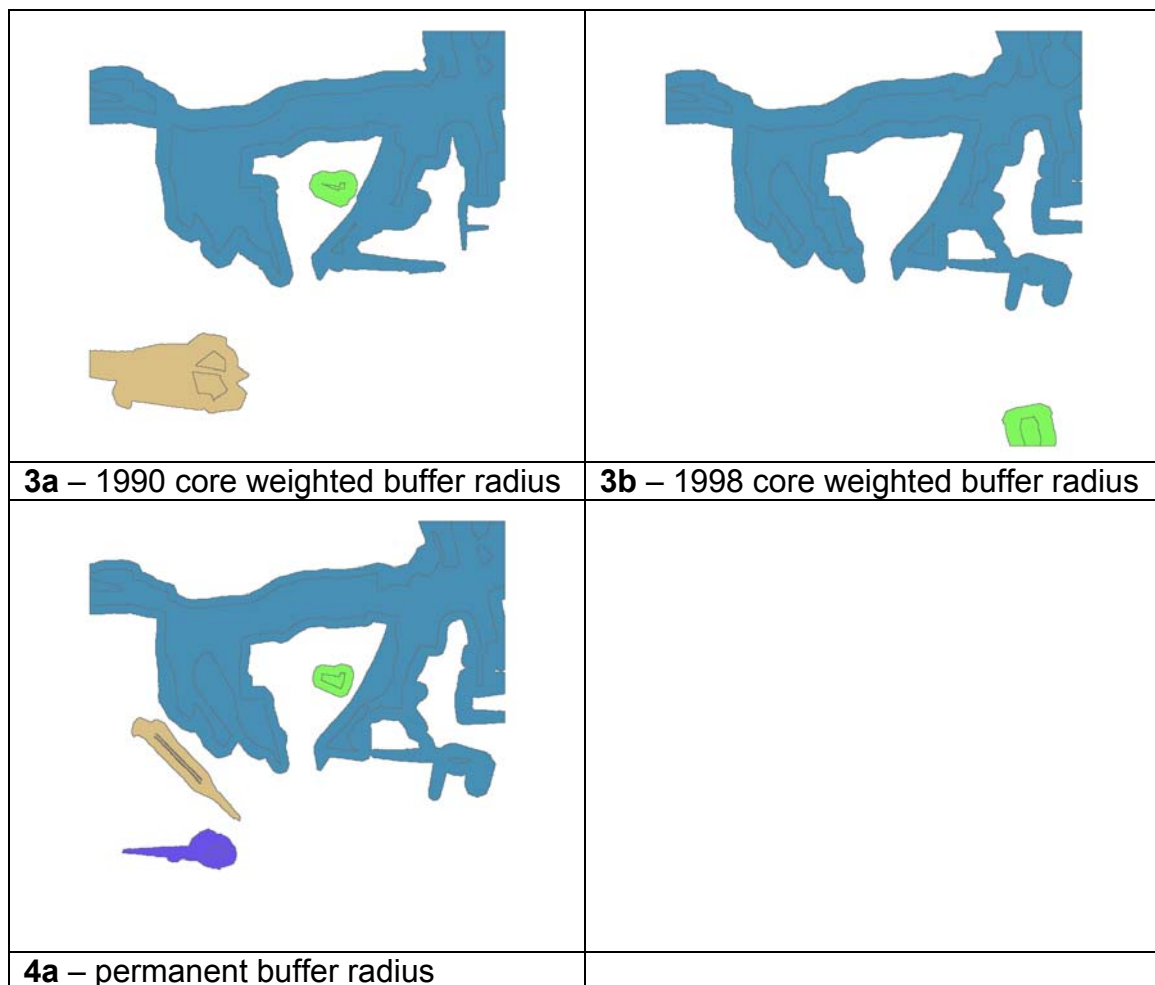 3a – 1990 core weighted buffer radius
3b – 1998 core weighted buffer radius
4a – permanent buffer radius